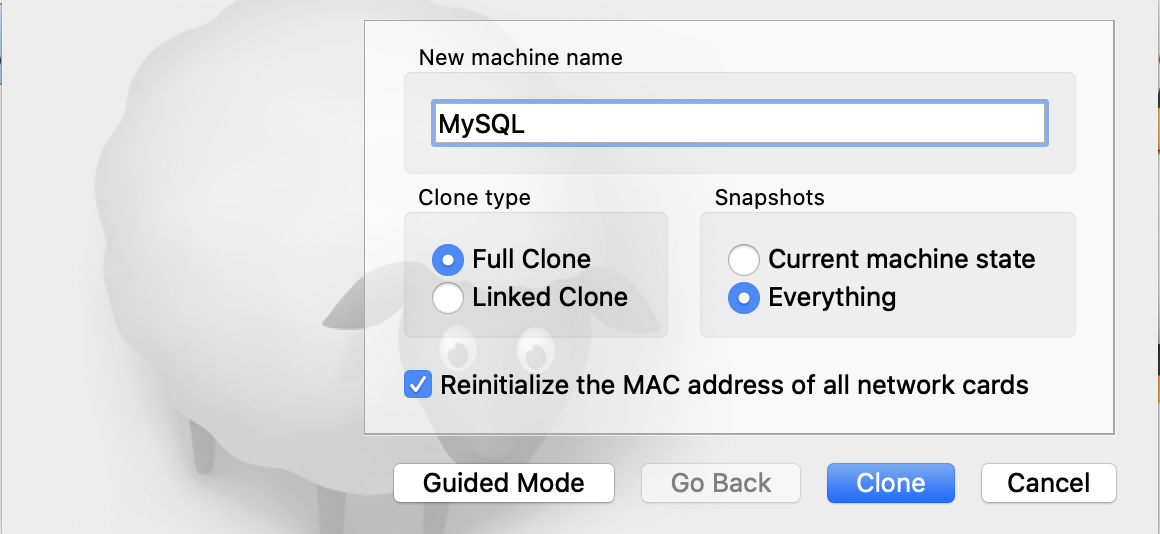 New machine name
MySQL
Clone type
Snapshots
Full Clone
Current machine state
Linked Clone
Everything
Reinitialize the MAC address of all network cards
Guided Mode
Go Back
Clone
Cancel